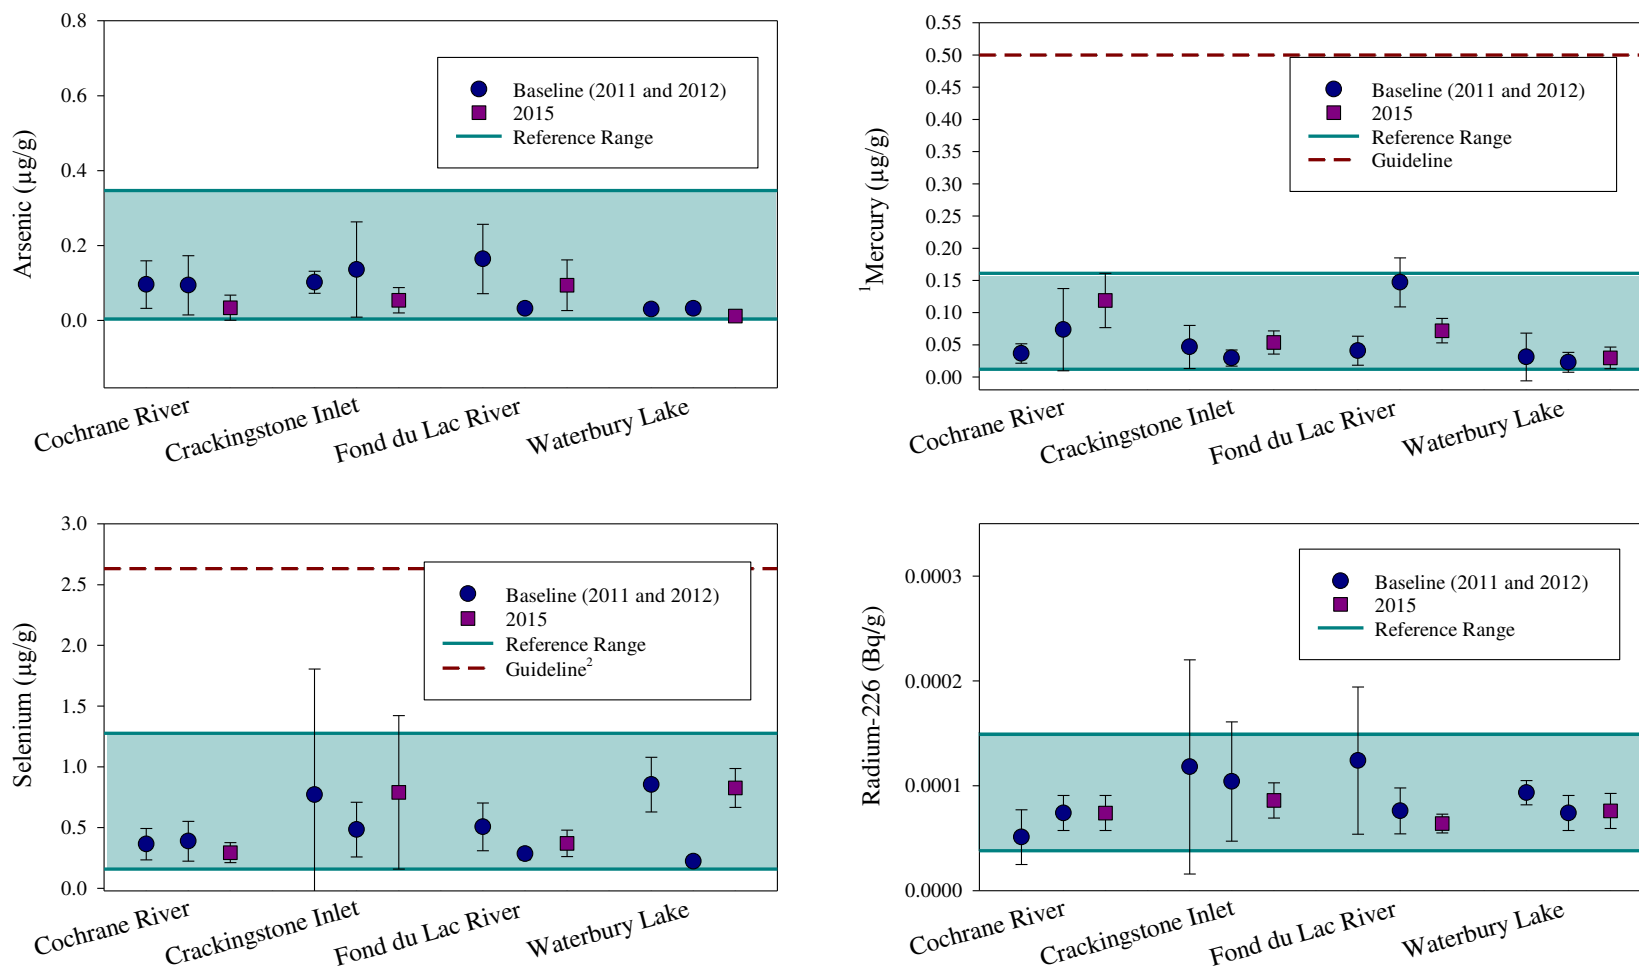 0.8
0.6
0.4
0.2
0.0
Arsenic (µg/g)
Baseline (2011 and 2012)
2015
Reference Range
Cochrane River
Crackingstone Inlet
Fond du Lac River
Waterbury Lake
0.55
0.50
0.45
0.40
0.35
0.30
0.25
0.20
0.15
0.10
0.05
0.00
¹Mercury (µg/g)
Baseline (2011 and 2012)
2015
Reference Range
Guideline
Cochrane River
Crackingstone Inlet
Fond du Lac River
Waterbury Lake
3.0
2.5
2.0
1.5
1.0
0.5
0.0
Selenium (µg/g)
Baseline (2011 and 2012)
2015
Reference Range
Guideline²
Cochrane River
Crackingstone Inlet
Fond du Lac River
Waterbury Lake
0.0003
0.0002
0.0001
0.0000
Radium-226 (Bq/g)
Baseline (2011 and 2012)
2015
Reference Range
Cochrane River
Crackingstone Inlet
Fond du Lac River
Waterbury Lake